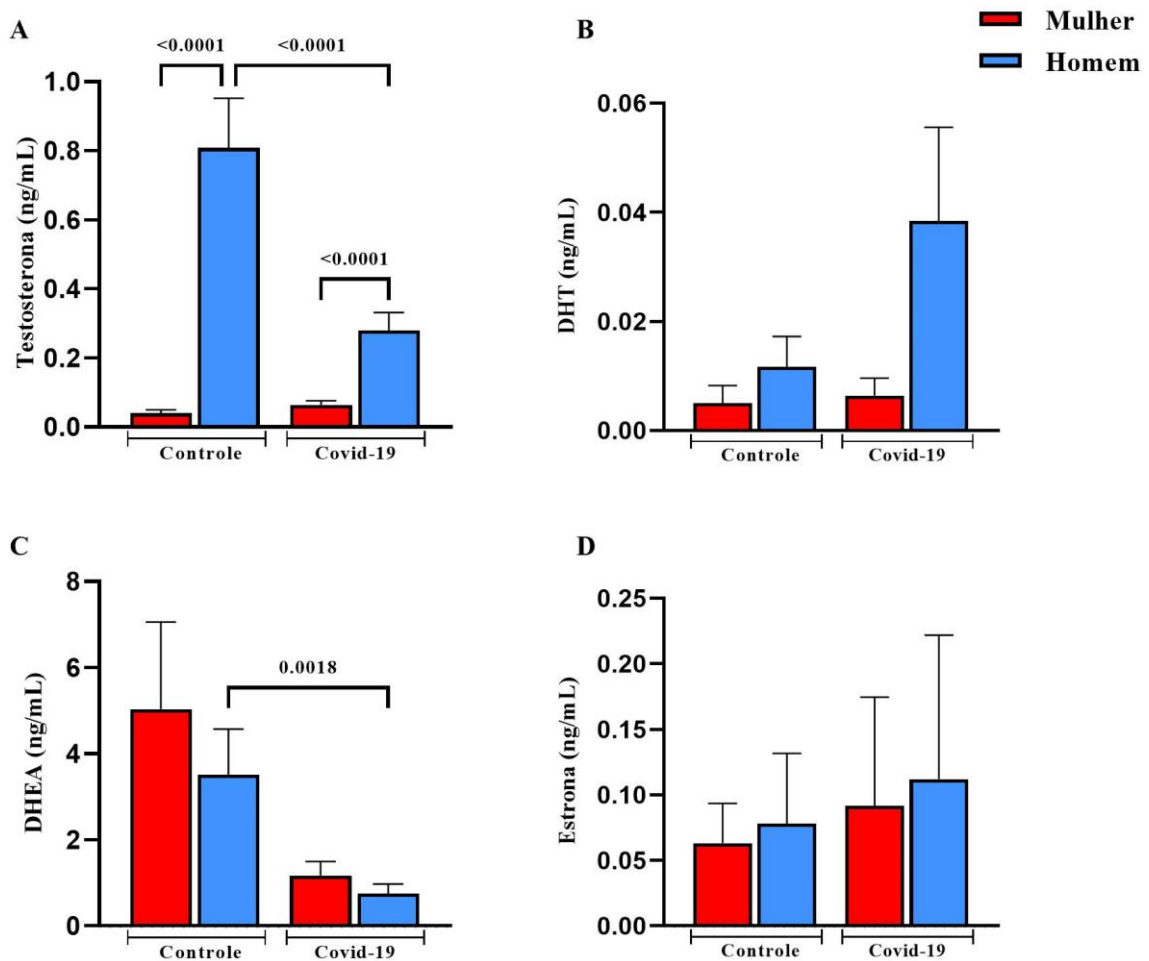 A
B
Mulher
Homem
<0.0001
<0.0001
<0.0001
Testosterona (ng/mL)
1.0
0.8
0.6
0.4
0.2
0.0
Controle
Covid-19
DHT (ng/mL)
0.06
0.04
0.02
0.00
Controle
Covid-19
C
D
0.0018
DHEA (ng/mL)
8
6
4
2
0
Controle
Covid-19
Estrona (ng/mL)
0.25
0.20
0.15
0.10
0.05
0.00
Controle
Covid-19